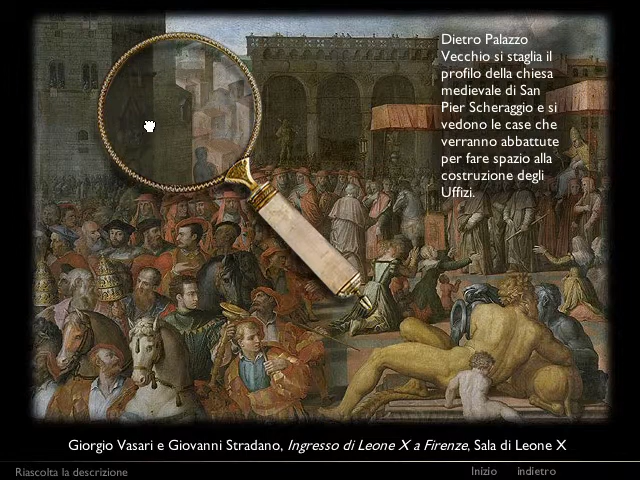 Dietro Palazzo
Vecchio si staglia il
profilo della chiesa
medievale di San
Pier Scheraggio e si
vedono le case che
verranno abbattute
per fare spazio alla
costruzione degli
Uffizi.
Giorgio Vasari e Giovanni Stradano, Ingresso di Leone X a Firenze, Sala di Leone X
Riascolta la descrizione
Inizio indietro